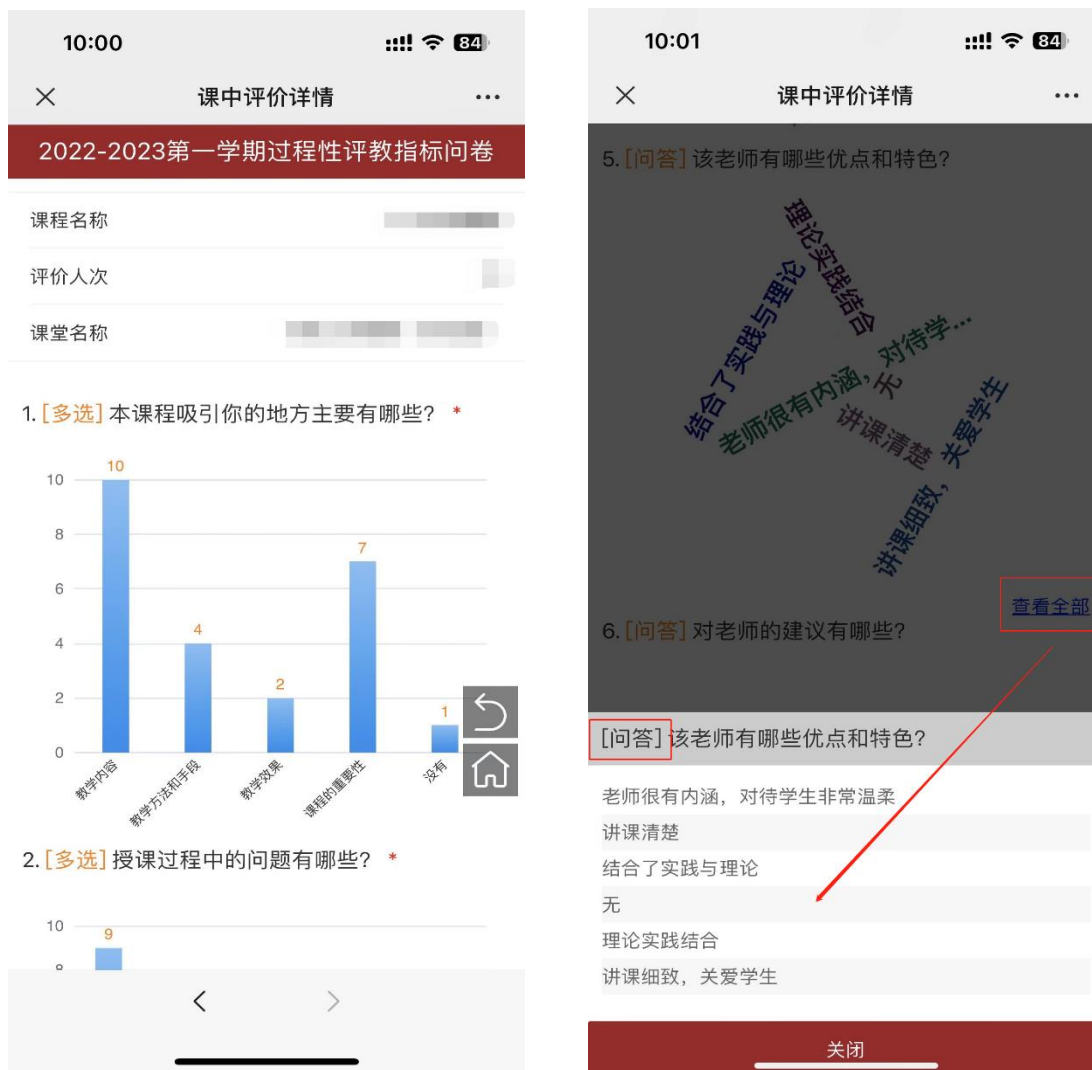 10:00
84
课中评价详情
2022-2023第一学期过程性评教指标问卷
课程名称
评价人次
课堂名称
1. [多选] 本课程吸引你的地方主要有哪些? *
10
10
8
7
6
4
4
2
2
1
0
教学内容
教学方法和手段
教学效果
课程的重要性
没有
2. [多选] 授课过程中的问题有哪些? *
10
9
8
10:01
84
课中评价详情
5. [问答] 该老师有哪些优点和特色?
理论实践结合
结合了实践与理论
老师很有内涵，对待学...
无
讲课清楚
讲课细致，关爱学生
查看全部
6. [问答] 对老师的建议有哪些?
[问答] 该老师有哪些优点和特色?
老师很有内涵，对待学生非常温柔
讲课清楚
结合了实践与理论
无
理论实践结合
讲课细致，关爱学生
关闭